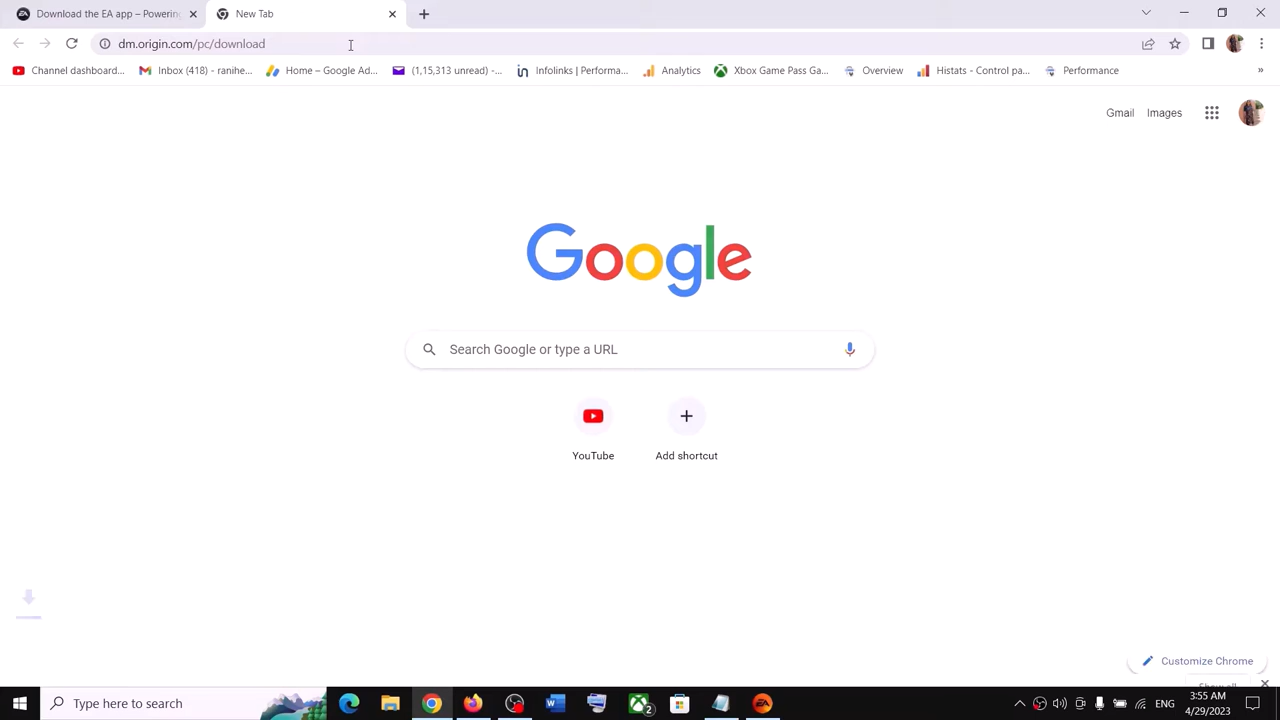 Download the EA app – Powering
New Tab
dm.origin.com/pc/download
Channel dashboard...
Inbox (418) - ranihe...
Home – Google Ad...
(1,15,313 unread) -...
Infolinks | Performa...
Analytics
Xbox Game Pass Ga...
Overview
Histats - Control pa...
Performance
»
Gmail
Images
Google
Search Google or type a URL
YouTube
Add shortcut
Customize Chrome
Show all
Type here to search
2
ENG
3:55 AM
4/29/2023